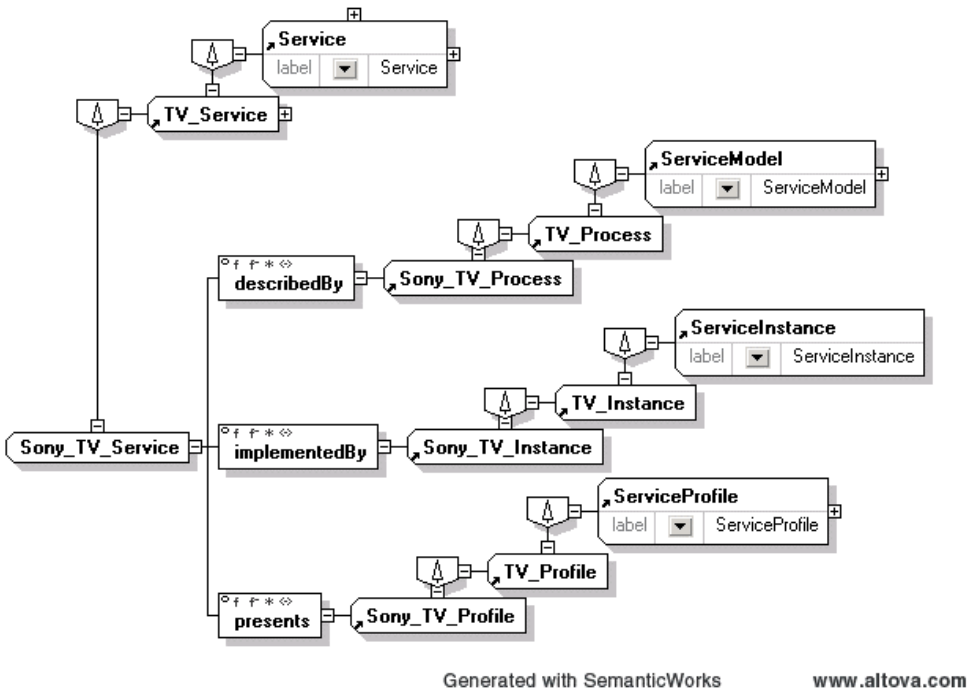 Service
label Service
TV_Service
ServiceModel
label ServiceModel
TV_Process
describedBy
Sony_TV_Process
ServiceInstance
label ServiceInstance
TV_Instance
Sony_TV_Service
implementedBy
Sony_TV_Instance
ServiceProfile
label ServiceProfile
TV_Profile
presents
Sony_TV_Profile
Generated with SemanticWorks www.altova.com